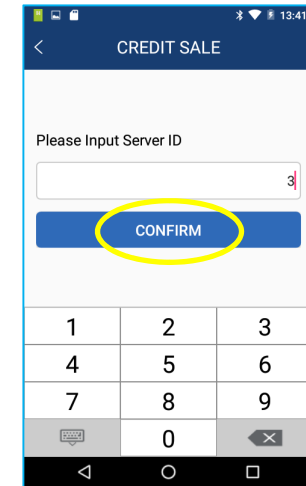 13:41
CREDIT SALE
Please Input Server ID
3
CONFIRM
1 2 3
4 5 6
7 8 9
0